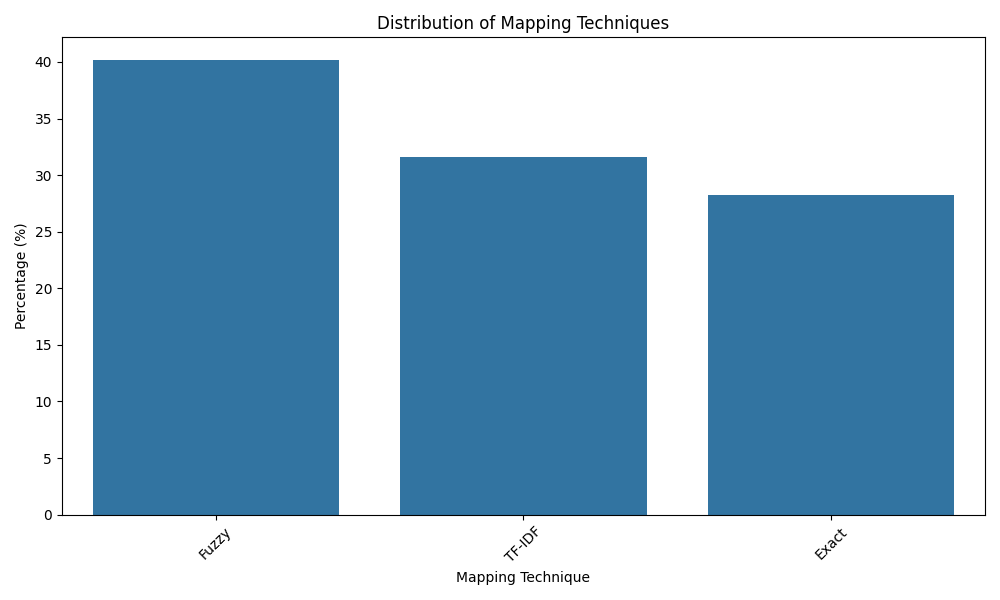 Distribution of Mapping Techniques
Percentage (%)
40
35
30
25
20
15
10
5
0
Fuzzy
TF-IDF
Exact
Mapping Technique